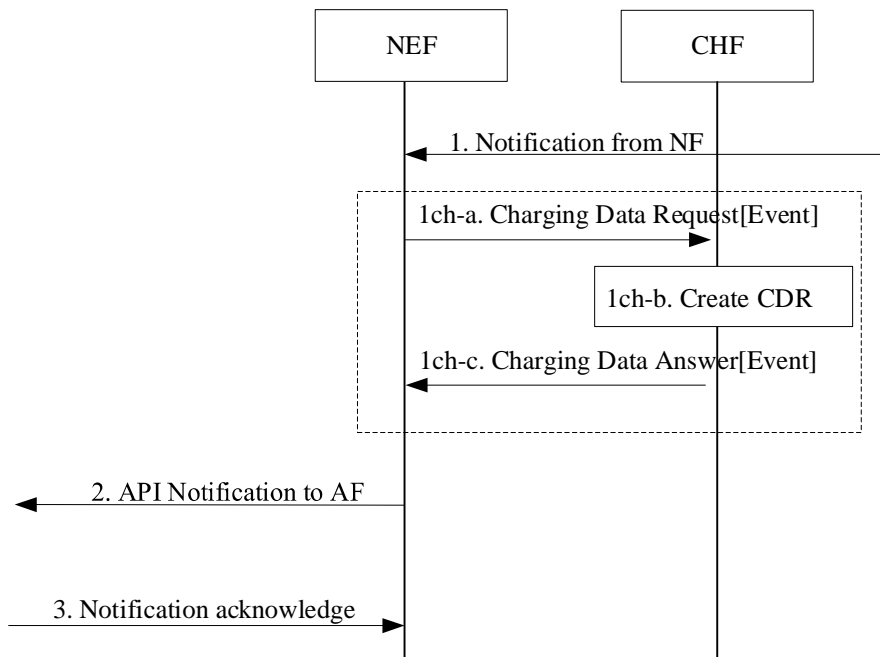 NEF
CHF
1. Notification from NF
1ch-a. Charging Data Request[Event]
1ch-b. Create CDR
1ch-c. Charging Data Answer[Event]
2. API Notification to AF
3. Notification acknowledge